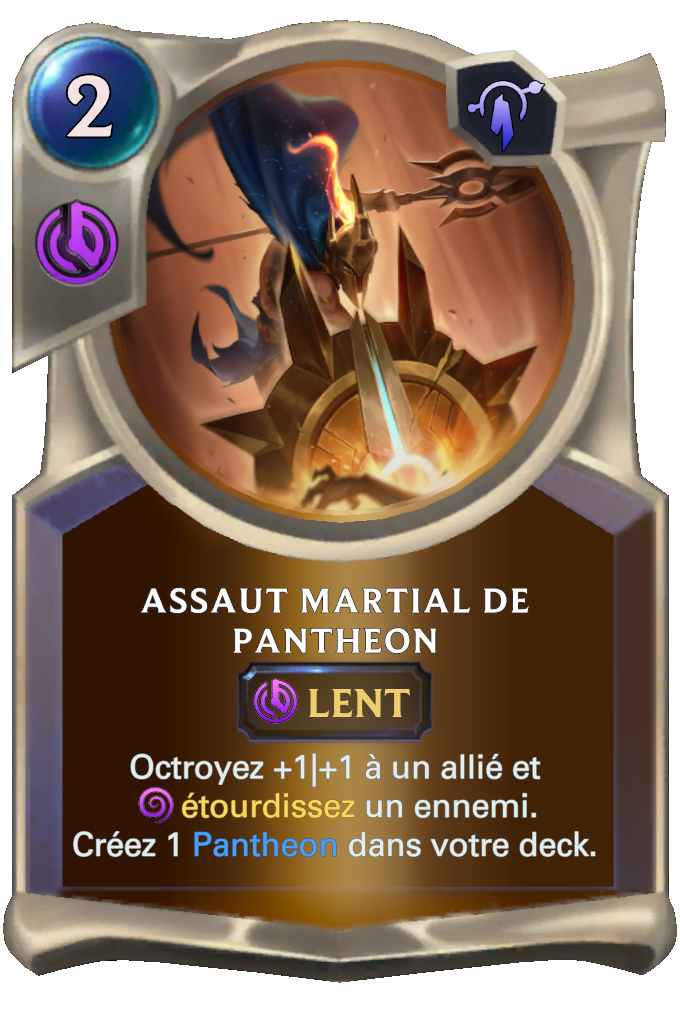 2
ASSAUT MARTIAL DE
PANTHEON
LENT
Octroyez +1|+1 à un allié et
étourdissez un ennemi.
Créez 1 Pantheon dans votre deck.